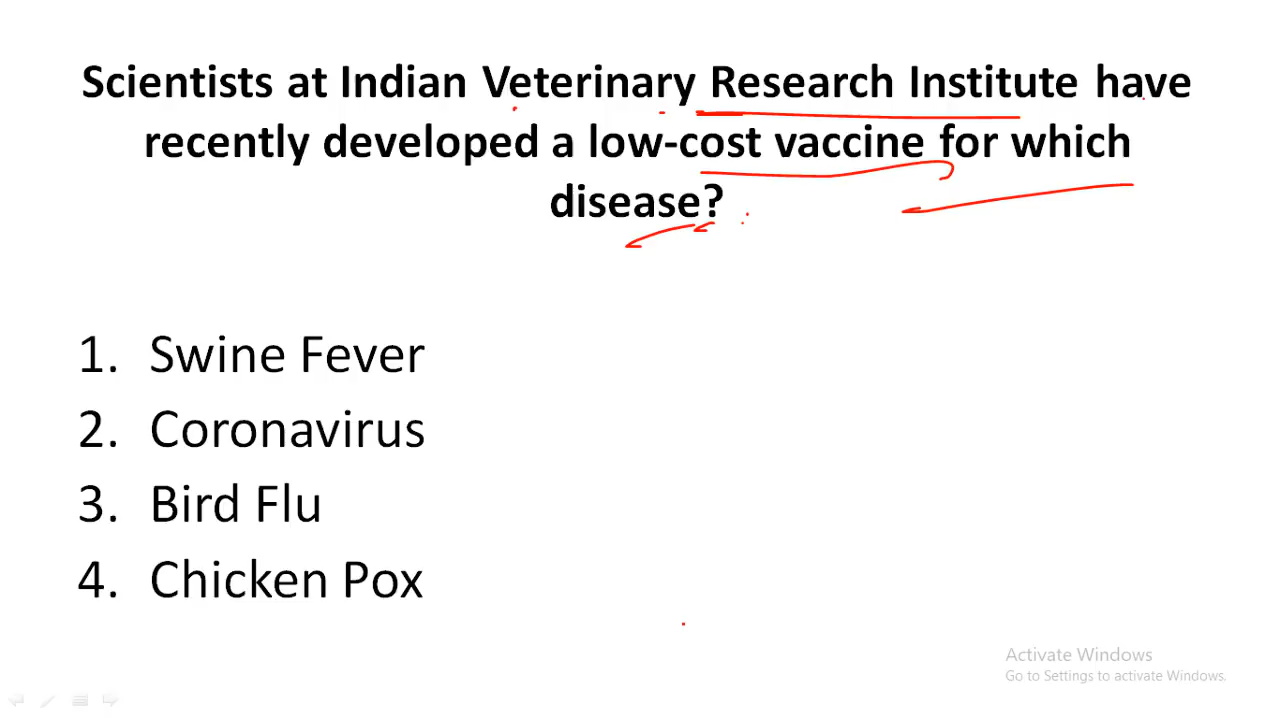 Scientists at Indian Veterinary Research Institute have
recently developed a low-cost vaccine for which
disease?
1. Swine Fever
2. Coronavirus
3. Bird Flu
4. Chicken Pox
Activate Windows
Go to Settings to activate Windows.